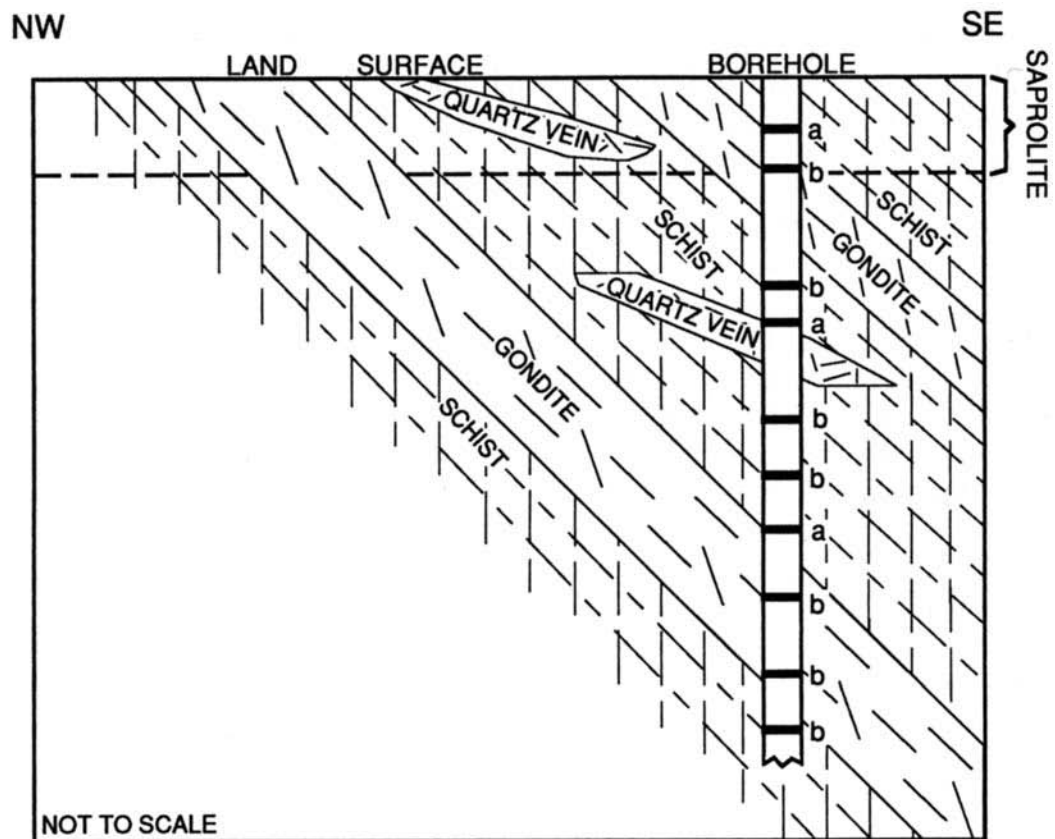 NW
SE
LAND SURFACE
BOREHOLE
SAPROLITE
QUARTZ VEIN
a
b
SCHIST
SCHIST
GONDITE
b
QUARTZ VEIN
a
GONDITE
SCHIST
b
b
a
b
b
b
NOT TO SCALE